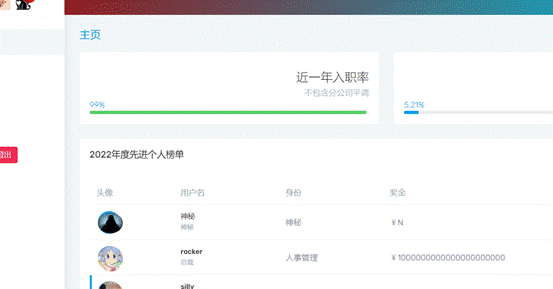 主页
近一年入职率
不包含分公司平调
99%
5.21%
退出
2022年度先进个人榜单
头像 用户名 身份 奖金
神秘
神秘
神秘
¥ N
rocker
总裁
人事管理
¥ 1000000000000000000000
silly